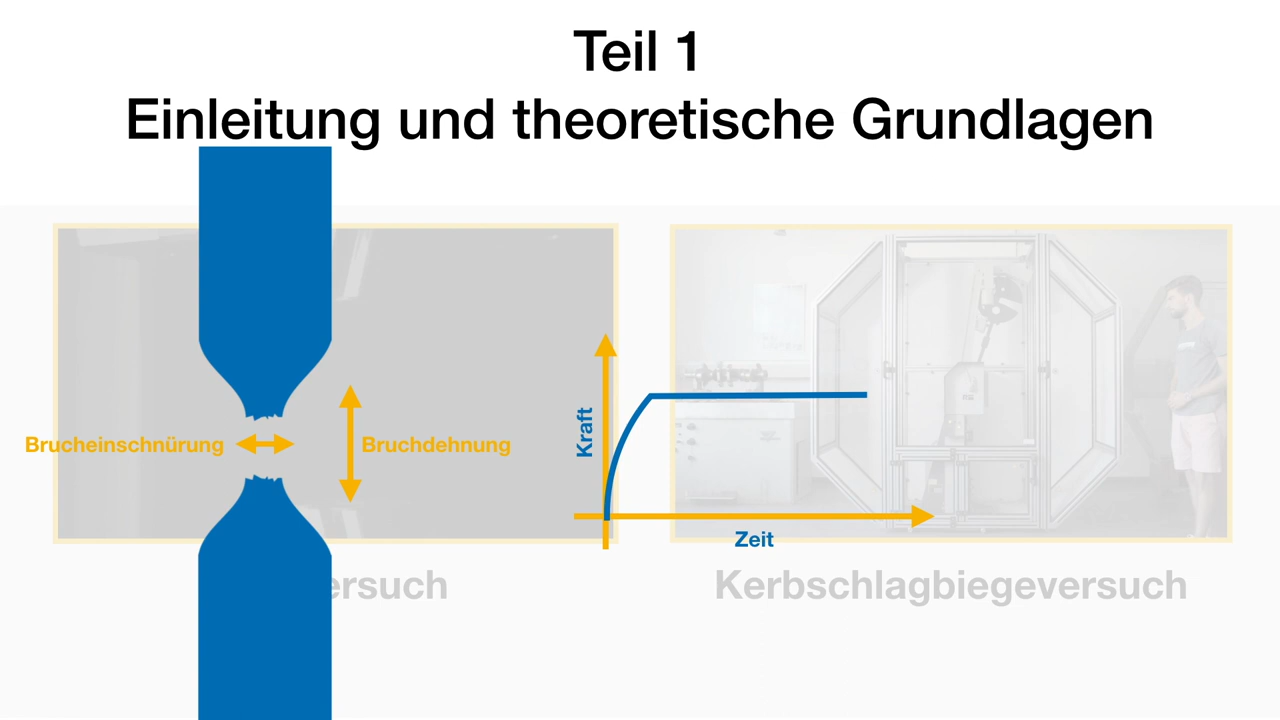 Teil 1
Einleitung und theoretische Grundlagen
Brucheinschnürung
Bruchdehnung
Kraft
Zeit
ersuch
Kerbschlagbiegeversuch